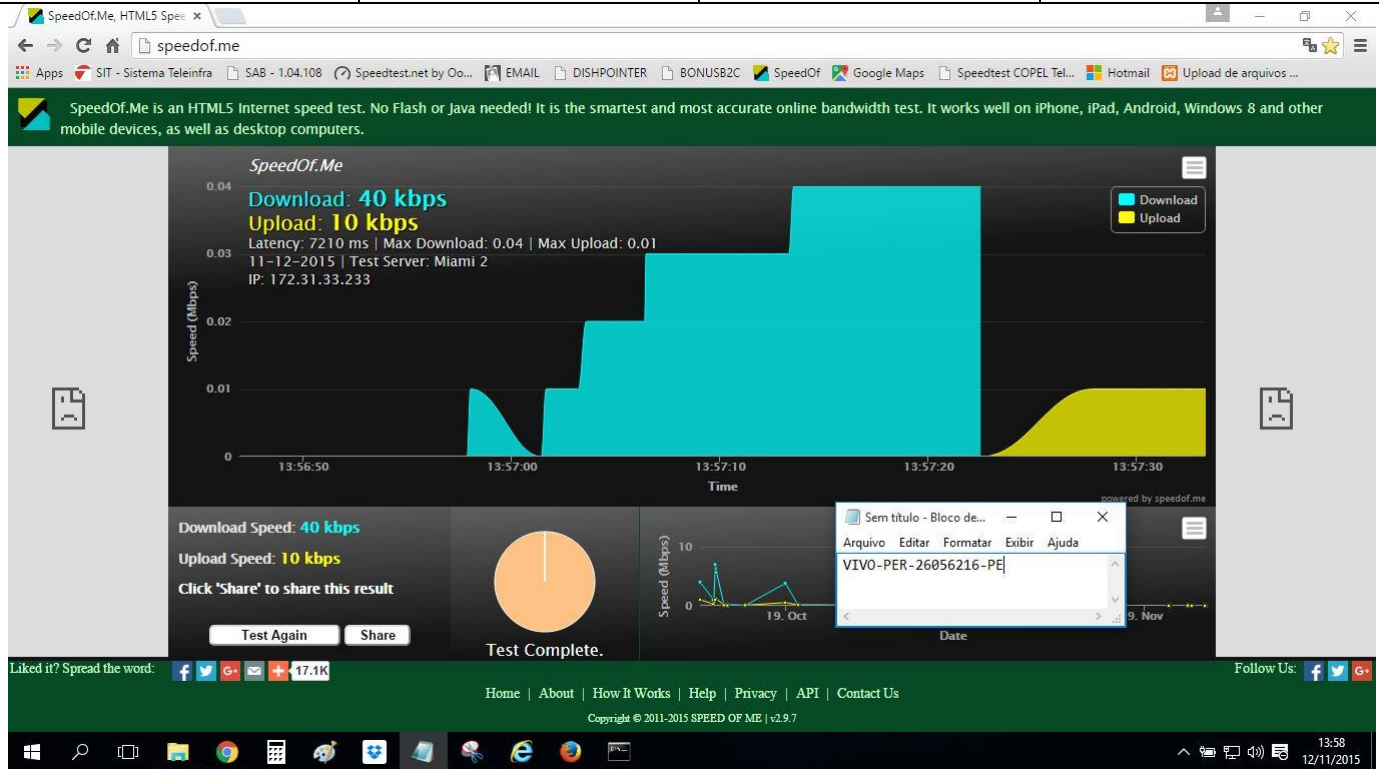 SpeedOf.Me, HTML5 Spee
speedof.me
Apps SIT - Sistema Teleinfra SAB - 1.04.108 Speedtest.net by Oo... EMAIL DISHPOINTER BONUSB2C SpeedOf Google Maps Speedtest COPEL Tel... Hotmail Upload de arquivos ...
SpeedOf.Me is an HTML5 Internet speed test. No Flash or Java needed! It is the smartest and most accurate online bandwidth test. It works well on iPhone, iPad, Android, Windows 8 and other
mobile devices, as well as desktop computers.
SpeedOf.Me
0.04
Download: 40 kbps
Upload: 10 kbps
Latency: 7210 ms | Max Download: 0.04 | Max Upload: 0.01
11-12-2015 | Test Server: Miami 2
IP: 172.31.33.233
Download
Upload
0.03
0.02
0.01
0
Speed (Mbps)
13:56:50 13:57:00 13:57:10 13:57:20 13:57:30
Time
powered by speedof.me
Download Speed: 40 kbps
Upload Speed: 10 kbps
Click 'Share' to share this result
Test Again Share
Test Complete.
Speed (Mbps)
10
0
19. Oct
9. Nov
Date
Sem título - Bloco de...
Arquivo Editar Formatar Exibir Ajuda
VIVO-PER-26056216-PE
Liked it? Spread the word: 17.1K
Follow Us:
Home | About | How It Works | Help | Privacy | API | Contact Us
Copyright © 2011-2015 SPEED OF ME | v2.9.7
13:58
12/11/2015